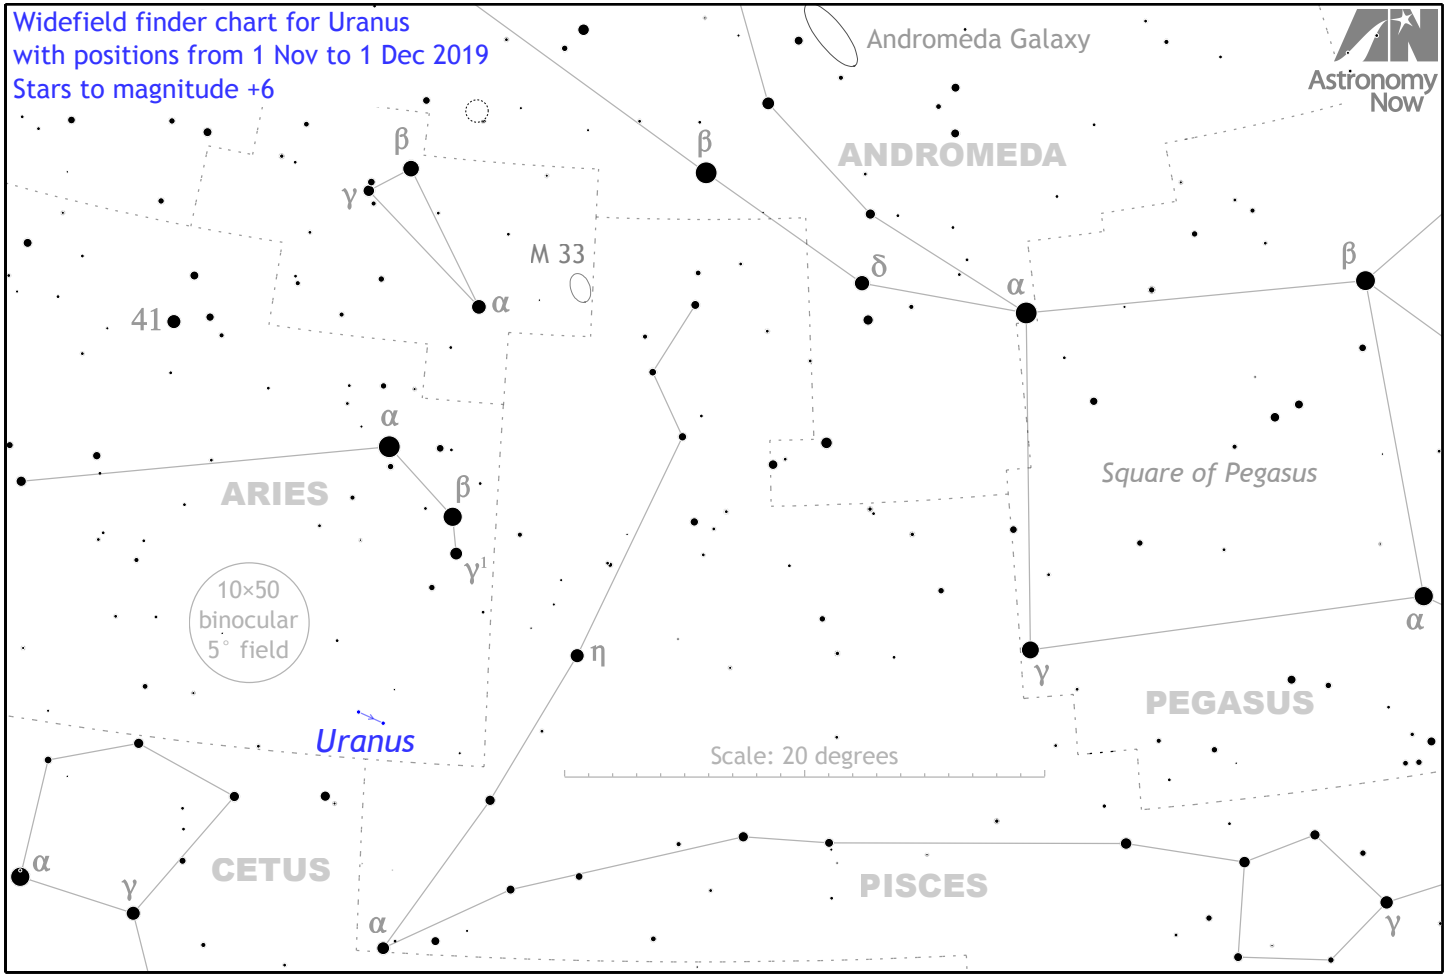 Widefield finder chart for Uranus
with positions from 1 Nov to 1 Dec 2019
Stars to magnitude +6
Andromeda Galaxy
AN
Astronomy
Now
β
β
ANDROMEDA
γ
M 33
δ
β
α
α
41
α
Square of Pegasus
ARIES
β
γ¹
10×50
binocular
5° field
η
α
γ
PEGASUS
Uranus
Scale: 20 degrees
α
CETUS
γ
PISCES
α
γ